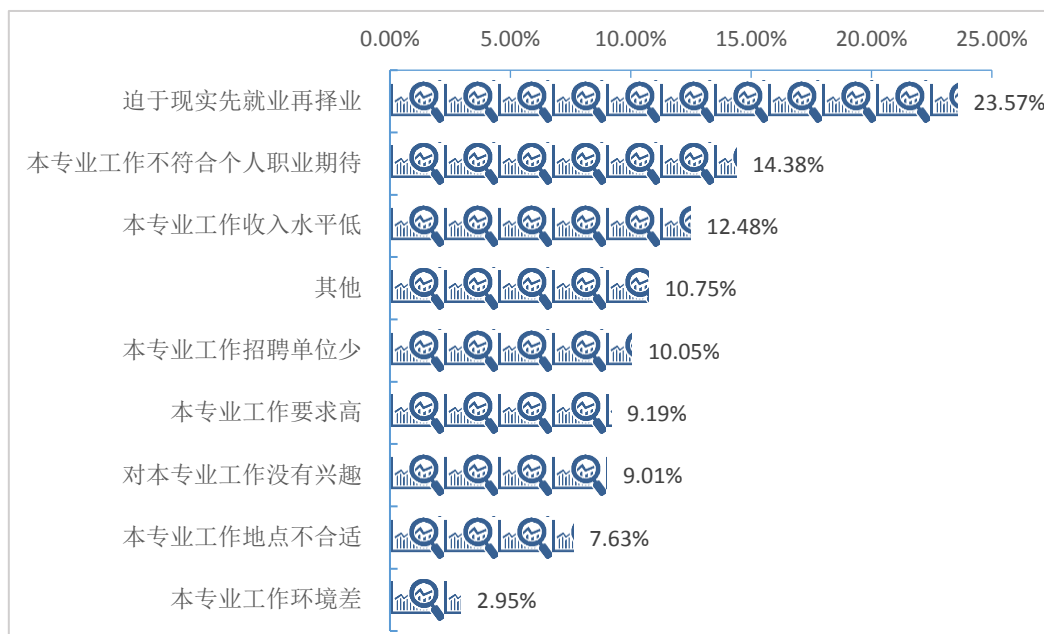 0.00% 5.00% 10.00% 15.00% 20.00% 25.00%
迫于现实先就业再择业 23.57%
本专业工作不符合个人职业期待 14.38%
本专业工作收入水平低 12.48%
其他 10.75%
本专业工作招聘单位少 10.05%
本专业工作要求高 9.19%
对本专业工作没有兴趣 9.01%
本专业工作地点不合适 7.63%
本专业工作环境差 2.95%